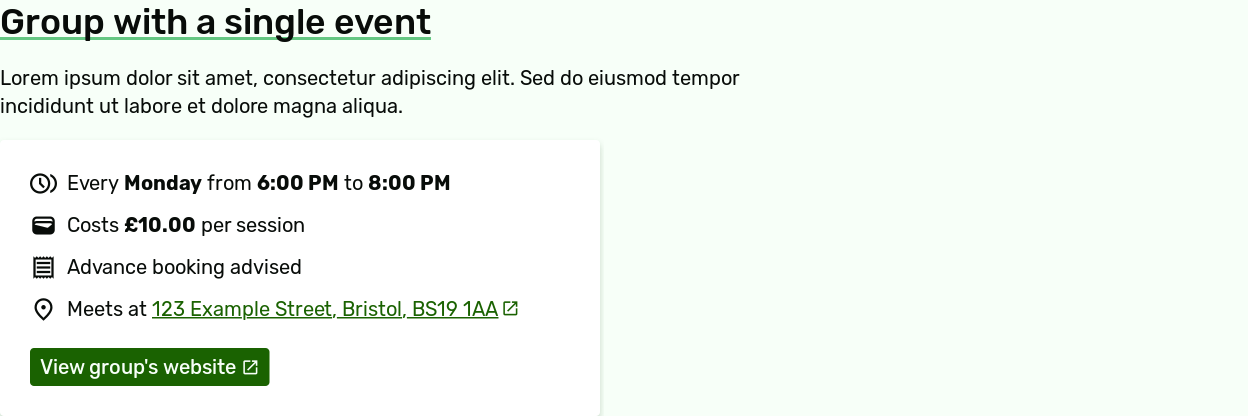 Group with a single event
Lorem ipsum dolor sit amet, consectetur adipiscing elit. Sed do eiusmod tempor
incididunt ut labore et dolore magna aliqua.
Every Monday from 6:00 PM to 8:00 PM
Costs £10.00 per session
Advance booking advised
Meets at 123 Example Street, Bristol, BS19 1AA
View group's website